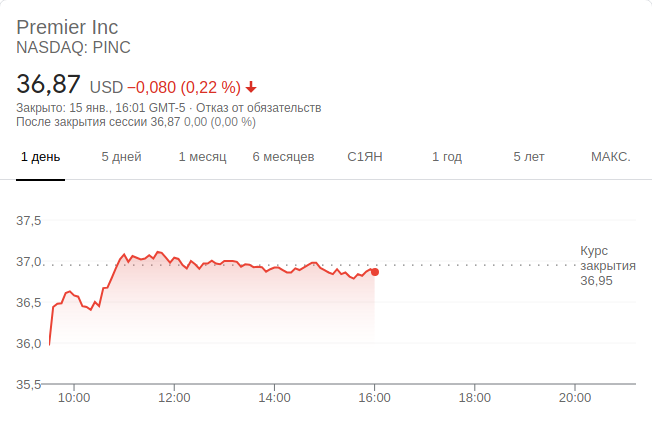 Premier Inc
NASDAQ: PINC
36,87 USD −0,080 (0,22 %)
Закрыто: 15 янв., 16:01 GMT-5 · Отказ от обязательств
После закрытия сессии 36,87 0,00 (0,00 %)
1 день 5 дней 1 месяц 6 месяцев С1ЯН 1 год 5 лет МАКС.
37,5
37,0
36,5
36,0
35,5
Курс
закрытия
36,95
10:00 12:00 14:00 16:00 18:00 20:00